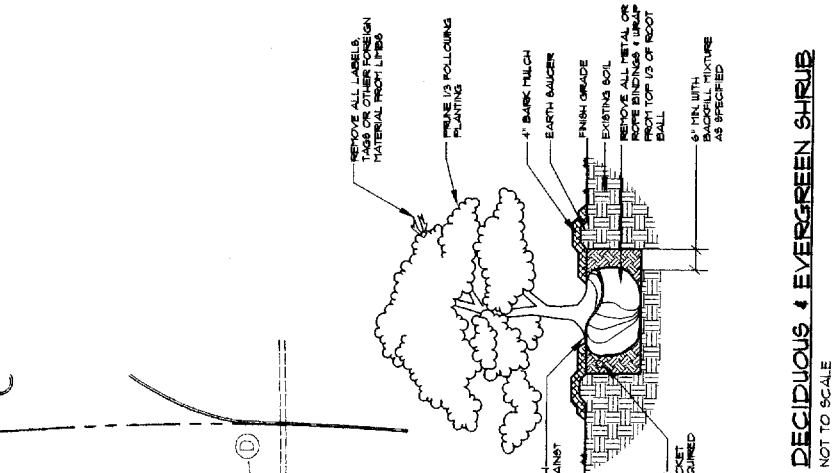 REMOVE ALL LABELS,
TAGS OR OTHER FOREIGN
MATERIAL FROM LIMBS
PRUNE 1/3 FOLLOWING
PLANTING
4" BARK MULCH
EARTH SAUCER
FINISH GRADE
EXISTING SOIL
REMOVE ALL METAL OR
ROPE BINDINGS & WRAP
FROM TOP 1/3 OF ROOT
BALL
6" MIN. WITH
BACKFILL MIXTURE
AS SPECIFIED
D
DECIDUOUS & EVERGREEN SHRUB
NOT TO SCALE